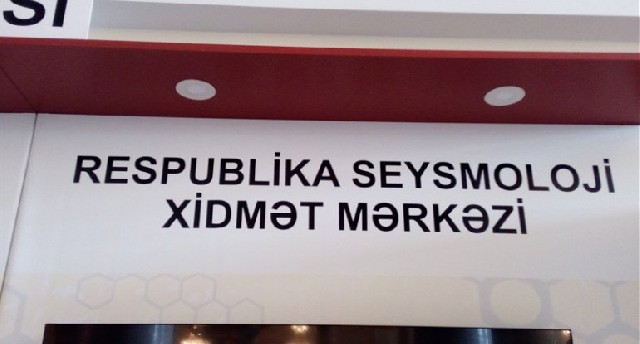 RESPUBLİKA SEYSMOLOJİ
XİDMƏT MƏRKƏZİ